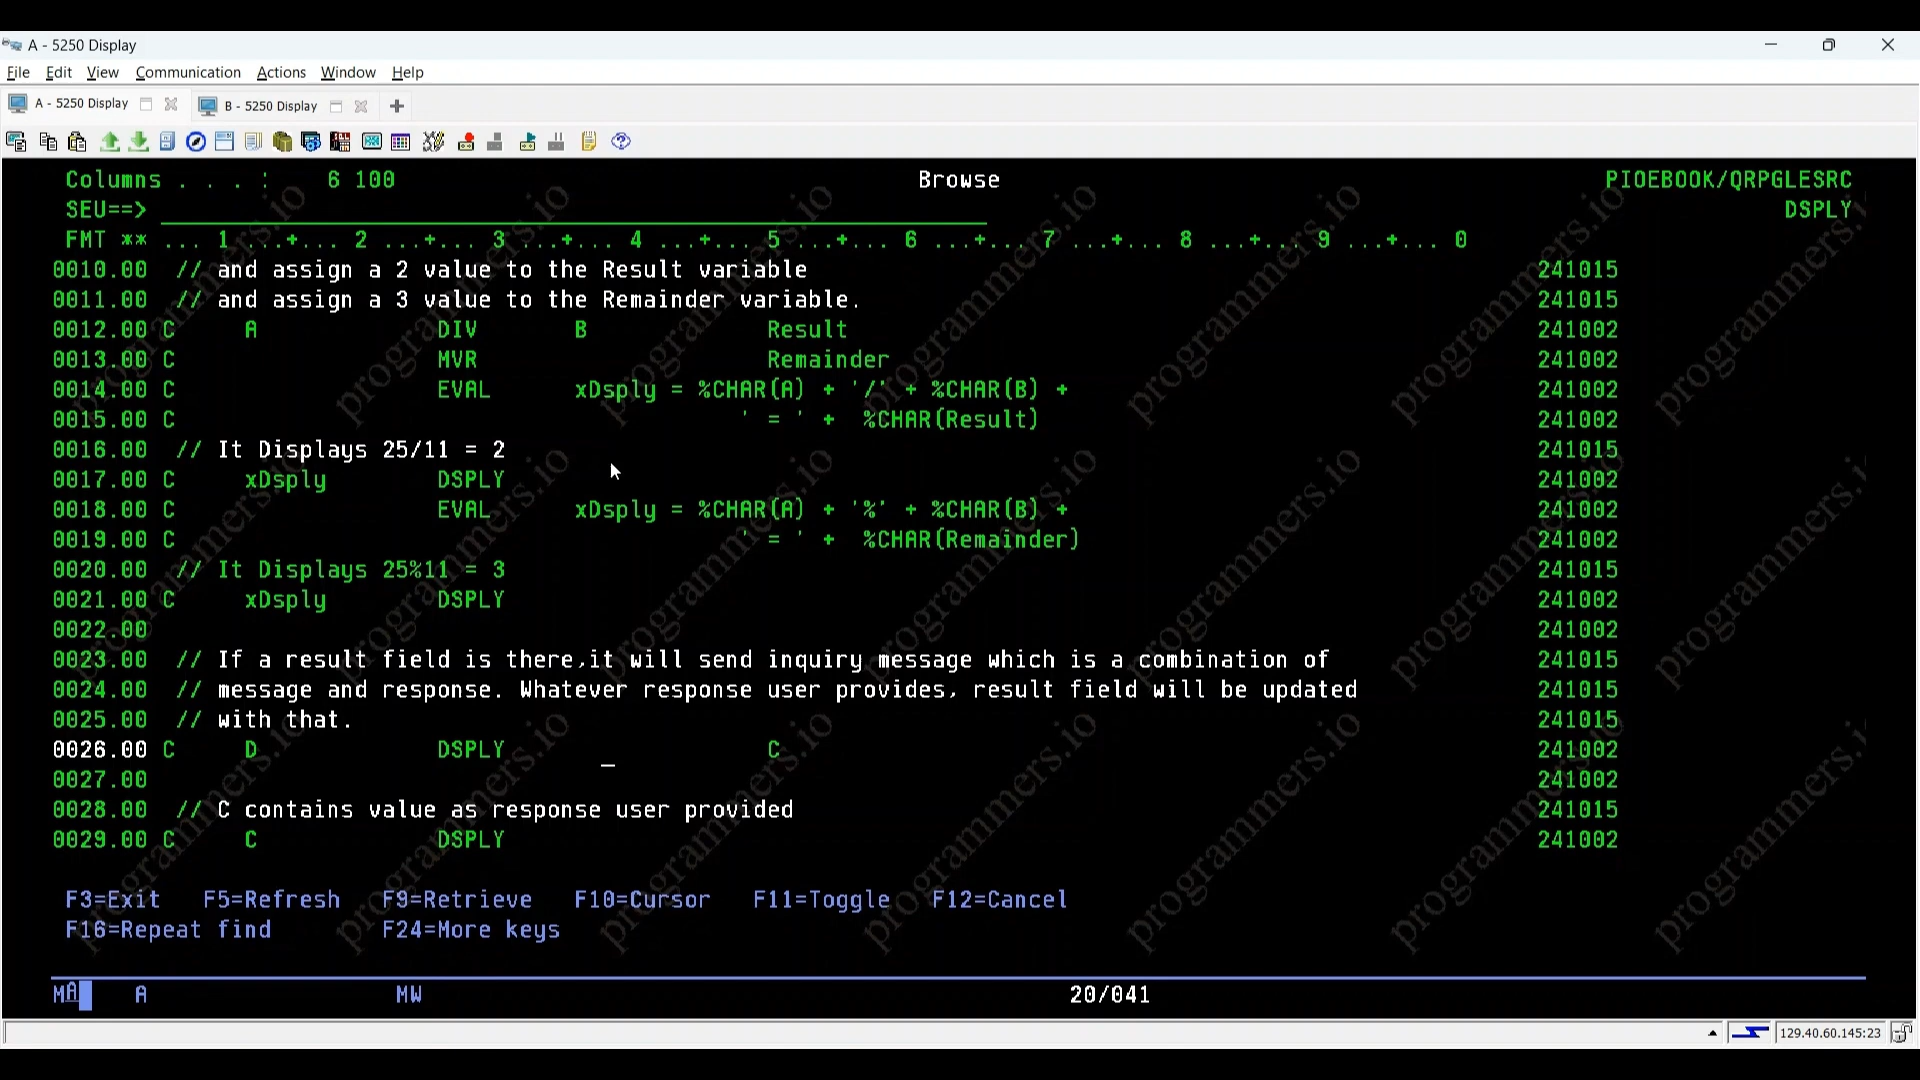 A - 5250 Display
File Edit View Communication Actions Window Help
A - 5250 Display B - 5250 Display
Columns . . . : 6 100 Browse PIOEBOOK/QRPGLESRC
SEU==> DSPLY
FMT ** ... 1 ...+... 2 ...+... 3 ...+... 4 ...+... 5 ...+... 6 ...+... 7 ...+... 8 ...+... 9 ...+... 0
0010.00 // and assign a 2 value to the Result variable 241015
0011.00 // and assign a 3 value to the Remainder variable. 241015
0012.00 C A DIV B Result 241002
0013.00 C MVR Remainder 241002
0014.00 C EVAL xDsply = %CHAR(A) + '/' + %CHAR(B) + 241002
0015.00 C ' = ' + %CHAR(Result) 241002
0016.00 // It Displays 25/11 = 2 241015
0017.00 C xDsply DSPLY 241002
0018.00 C EVAL xDsply = %CHAR(A) + '%' + %CHAR(B) + 241002
0019.00 C ' = ' + %CHAR(Remainder) 241002
0020.00 // It Displays 25%11 = 3 241015
0021.00 C xDsply DSPLY 241002
0022.00 241002
0023.00 // If a result field is there,it will send inquiry message which is a combination of 241015
0024.00 // message and response. Whatever response user provides, result field will be updated 241015
0025.00 // with that. 241015
0026.00 C D DSPLY C 241002
0027.00 241002
0028.00 // C contains value as response user provided 241015
0029.00 C C DSPLY 241002
F3=Exit F5=Refresh F9=Retrieve F10=Cursor F11=Toggle F12=Cancel
F16=Repeat find F24=More keys
MA A MW 20/041
129.40.60.145:23
programmers.io